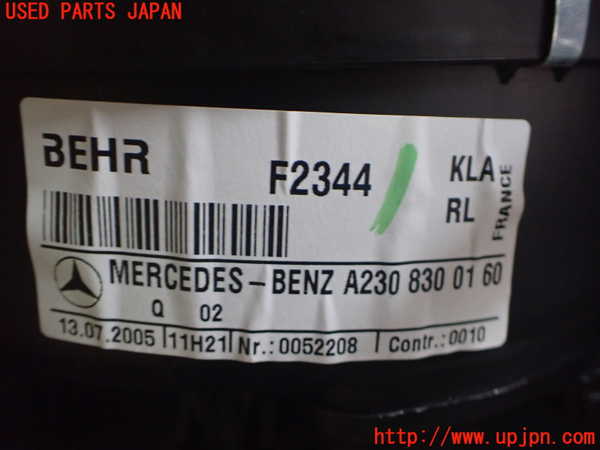 USED PARTS JAPAN
BEHR F2344 KLA
RL
FRANCE
MERCEDES-BENZ A230 830 01 60
Q 02
13.07.2005 11H21 Nr.:0052208 Contr.:0010
http://www.upjpn.com/